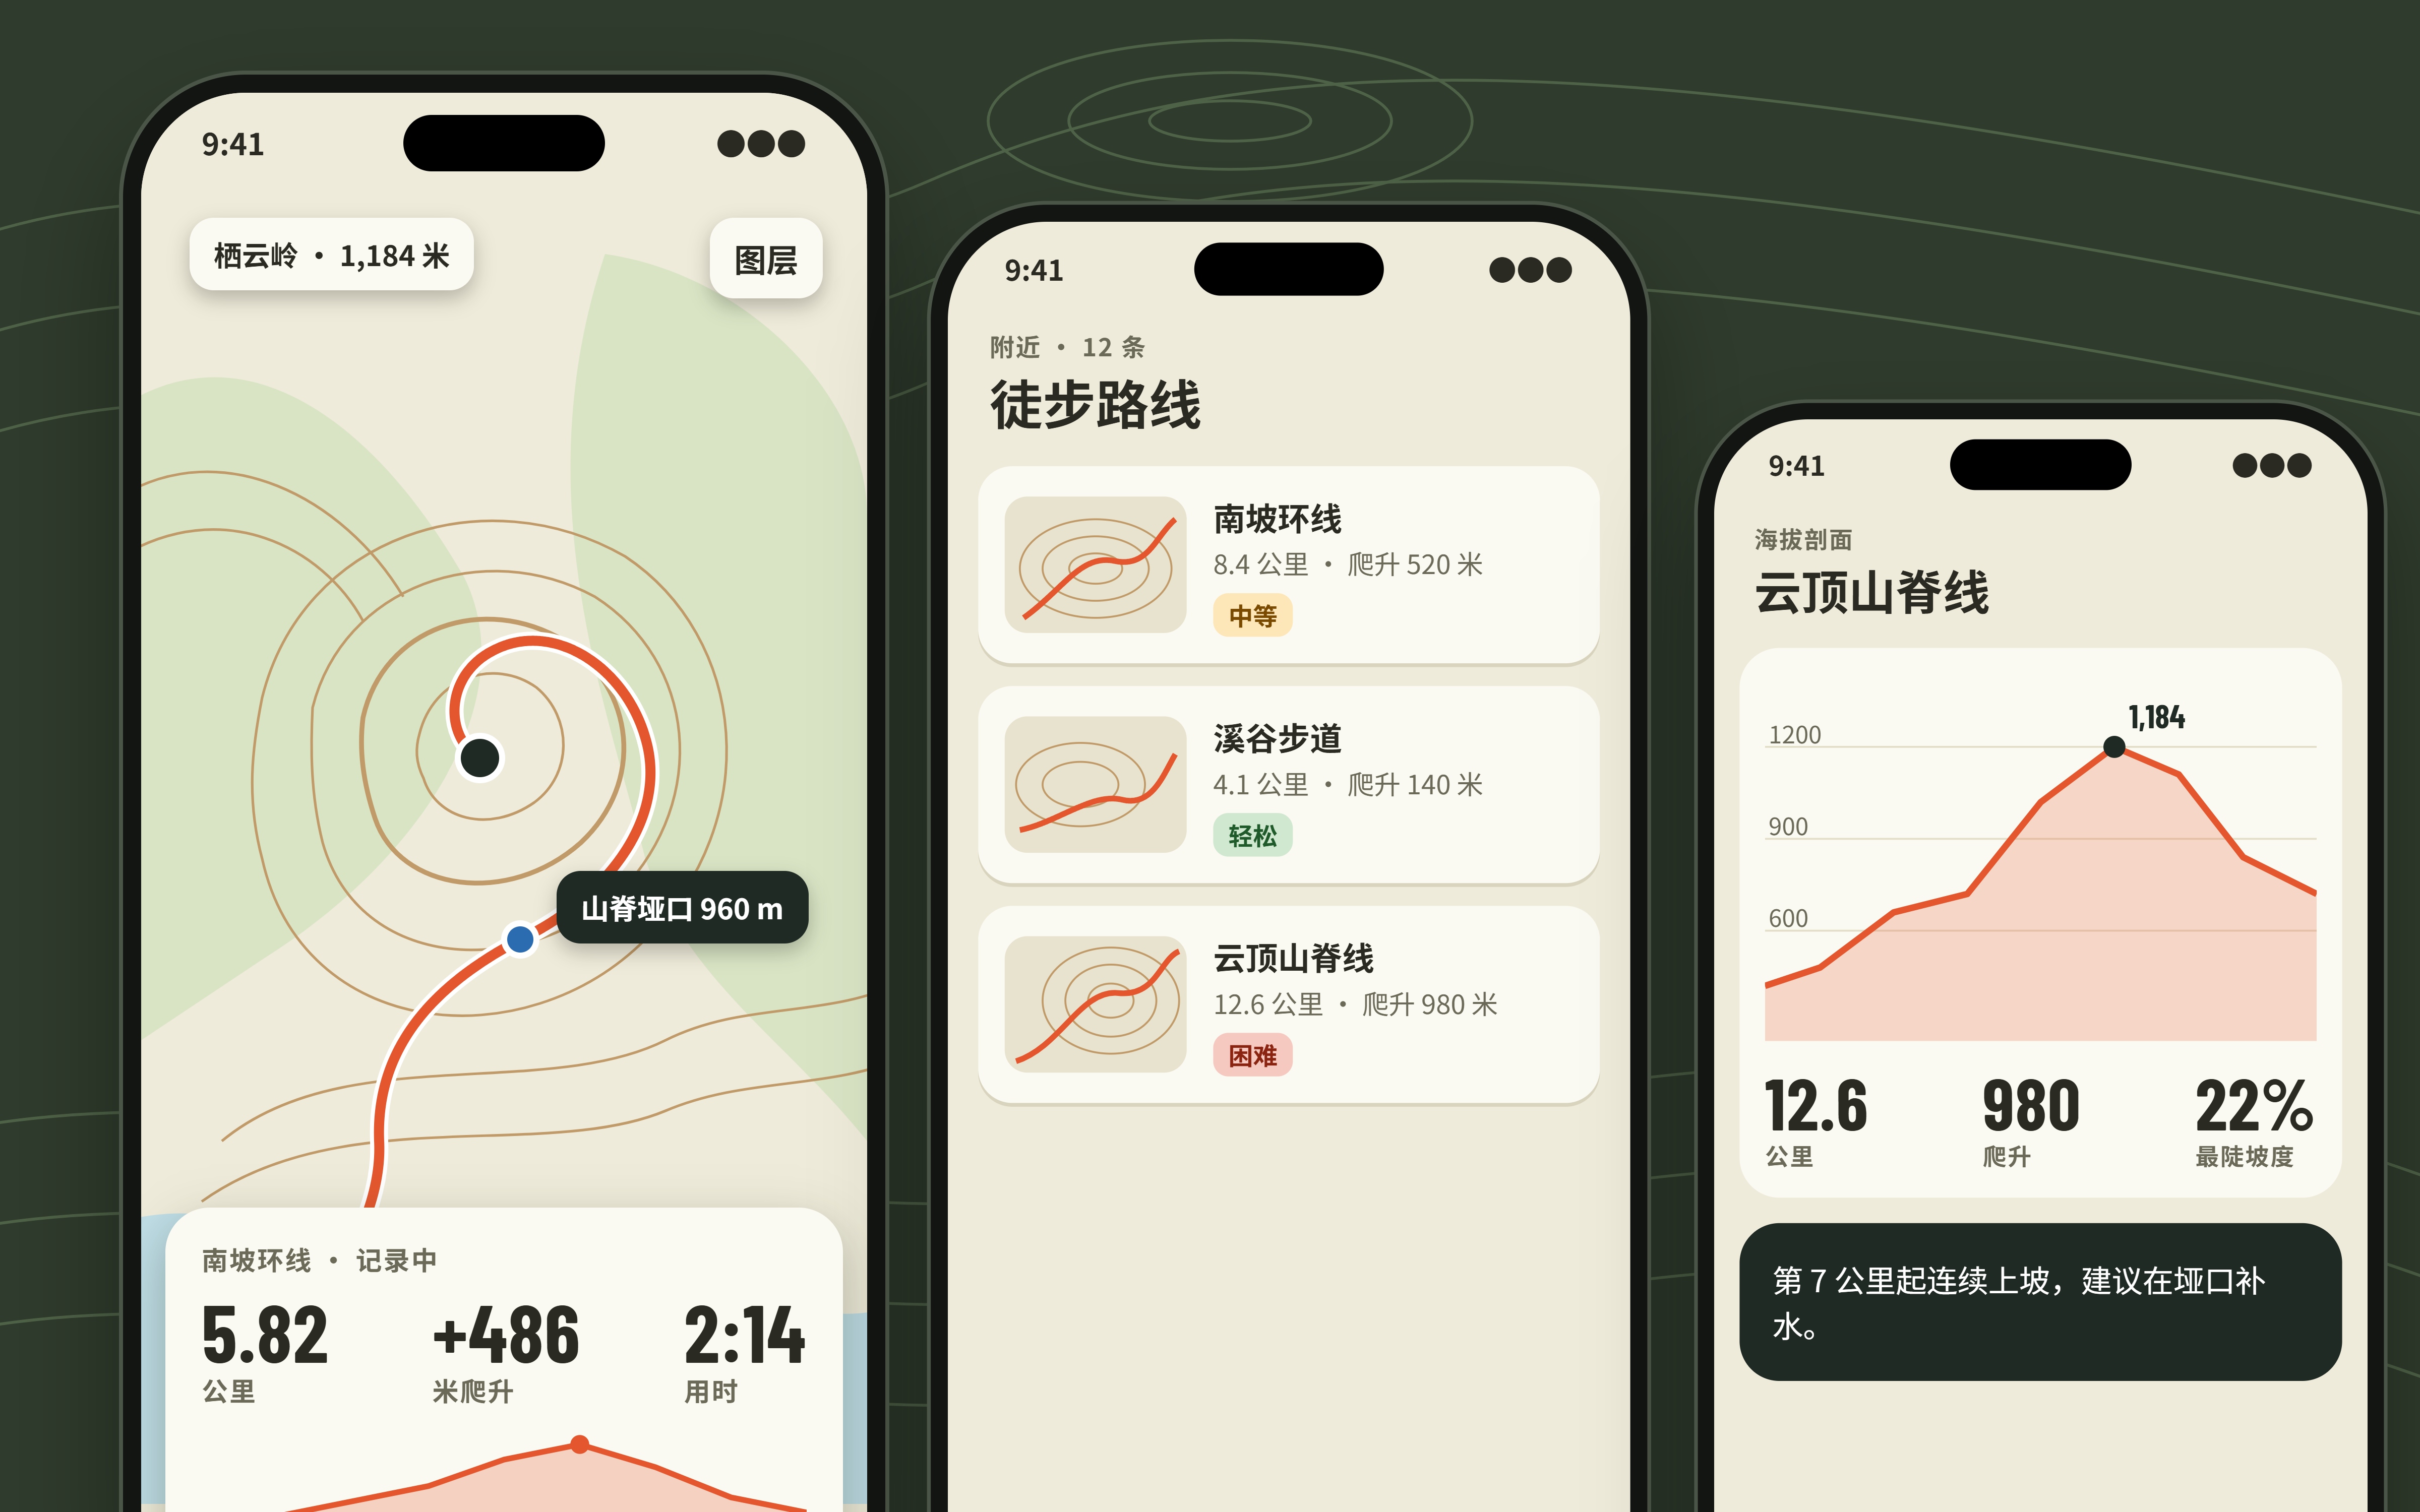 9:41
栖云岭 · 1,184 米
图层
山脊垭口 960 m
南坡环线 · 记录中
5.82
公里
+486
米爬升
2:14
用时
9:41
附近 · 12 条
徒步路线
南坡环线
8.4 公里 · 爬升 520 米
中等
溪谷步道
4.1 公里 · 爬升 140 米
轻松
云顶山脊线
12.6 公里 · 爬升 980 米
困难
9:41
海拔剖面
云顶山脊线
1,184
1200
900
600
12.6
公里
980
爬升
22%
最陡坡度
第 7 公里起连续上坡，建议在垭口补
水。